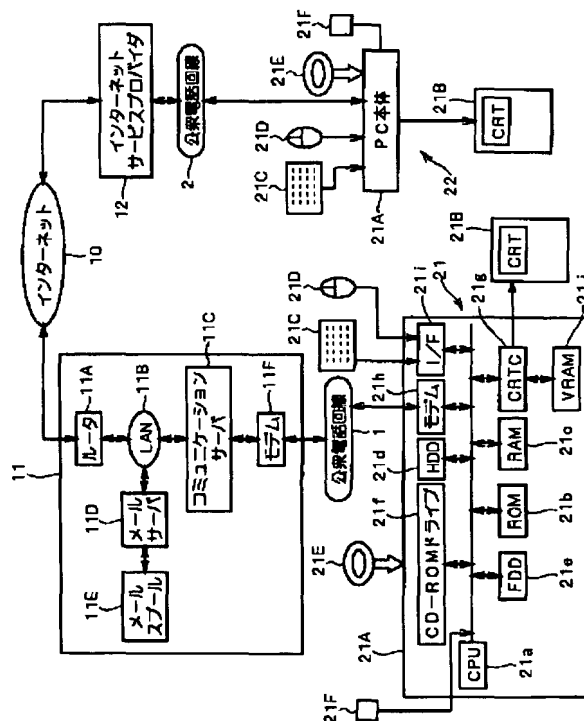 インターネット
10
インターネット
サービスプロバイダ
12
公衆電話回線
2
21F
21E
21D
21C
PC本体
21A
22
21B
CRT
11
11A
ルータ
11B
LAN
11C
コミュニケーション
サーバ
11D
メール
サーバ
11E
メール
スプール
11F
モデム
公衆電話回線
1
21D
21C
21E
21
21i
I/F
21h
モデム
21d
HDD
21f
CD-ROMドライブ
21A
21B
CRT
21g
CRTC
21j
VRAM
RAM
21c
ROM
21b
FDD
21e
CPU
21a
21F